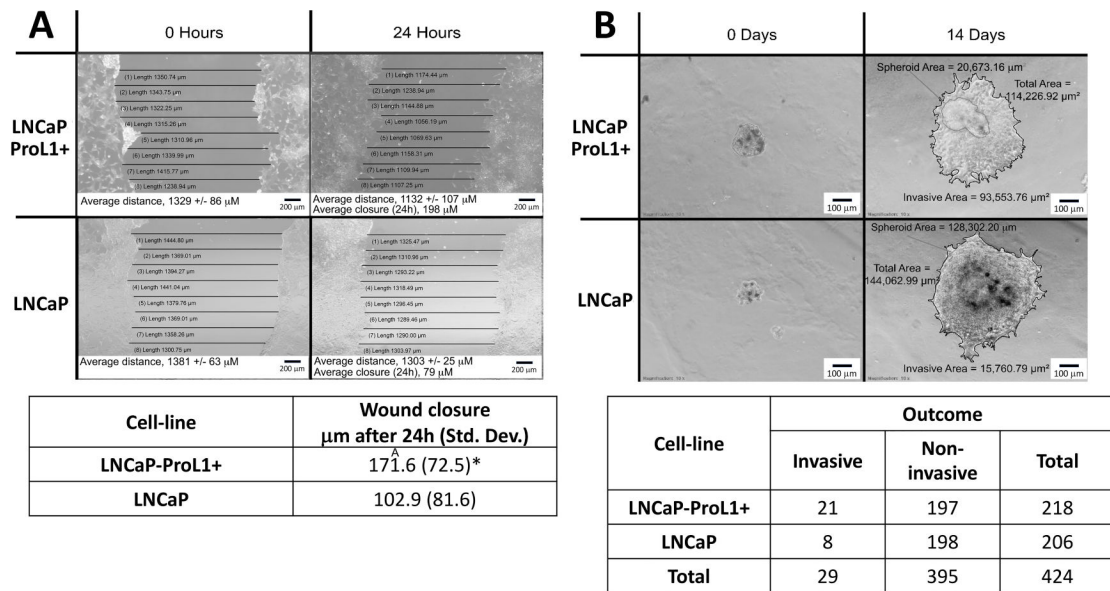 A
0 Hours
24 Hours
LNCaP
ProL1+
(1) Length 1350.74 μm
(2) Length 1343.75 μm
(3) Length 1322.25 μm
(4) Length 1315.26 μm
(5) Length 1310.96 μm
(6) Length 1339.99 μm
(7) Length 1415.77 μm
(1) Length 1238.94 μm
Average distance, 1329 +/- 86 μM
200 μm
(1) Length 1174.44 μm
(2) Length 1238.94 μm
(3) Length 1144.88 μm
(4) Length 1056.19 μm
(5) Length 1069.63 μm
(6) Length 1158.31 μm
(7) Length 1109.94 μm
(8) Length 1107.25 μm
Average distance, 1132 +/- 107 μM
Average closure (24h), 198 μM
200 μm
LNCaP
(1) Length 1444.80 μm
(2) Length 1369.01 μm
(3) Length 1394.27 μm
(4) Length 1441.04 μm
(5) Length 1379.76 μm
(6) Length 1369.01 μm
(7) Length 1358.26 μm
(8) Length 1300.75 μm
Average distance, 1381 +/- 63 μM
200 μm
(1) Length 1325.47 μm
(2) Length 1310.96 μm
(3) Length 1283.22 μm
(4) Length 1318.49 μm
(5) Length 1296.45 μm
(6) Length 1289.46 μm
(7) Length 1290.00 μm
(8) Length 1303.97 μm
Average distance, 1303 +/- 25 μM
Average closure (24h), 79 μM
200 μm
Cell-line
Wound closure
μm after 24h (Std. Dev.)
A
LNCaP-ProL1+
171.6 (72.5)*
LNCaP
102.9 (81.6)
B
0 Days
14 Days
LNCaP
ProL1+
100 μm
Spheroid Area = 20,673.16 μm
Total Area =
114,226.92 μm²
Invasive Area = 93,553.76 μm²
100 μm
LNCaP
100 μm
Spheroid Area = 128,302.20 μm
Total Area =
144,062.99 μm²
Invasive Area = 15,760.79 μm²
100 μm
Cell-line
Outcome
Invasive
Non-
invasive
Total
LNCaP-ProL1+
21
197
218
LNCaP
8
198
206
Total
29
395
424